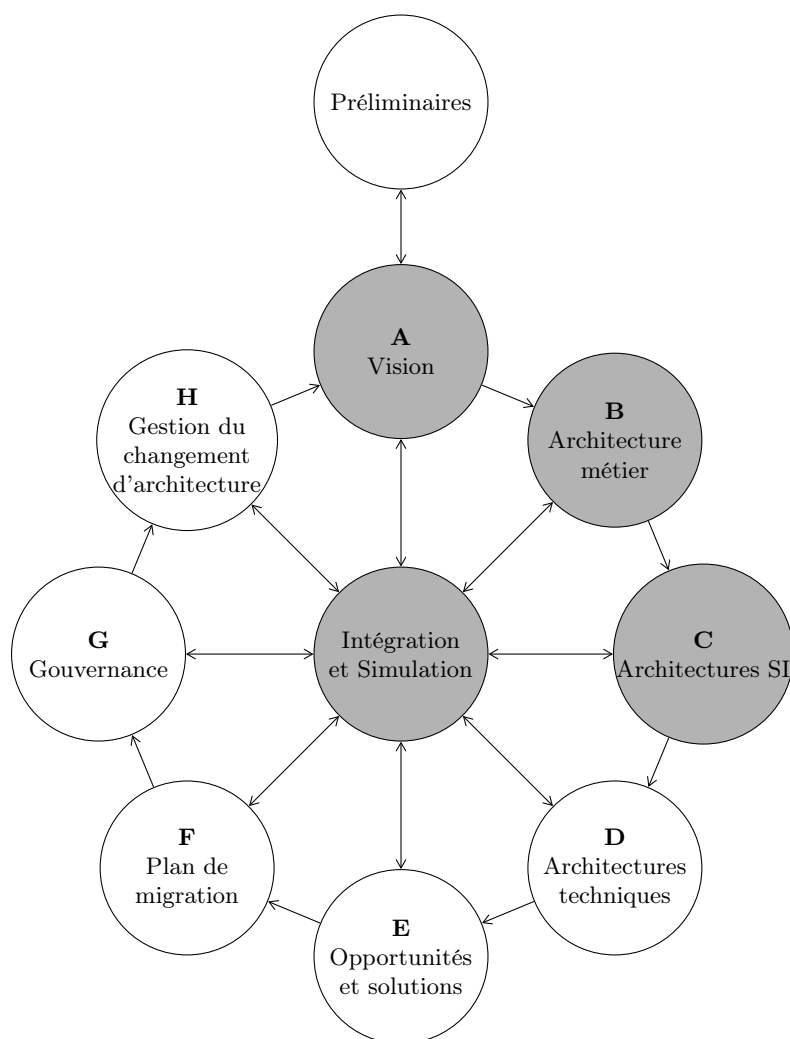 Préliminaires
A
Vision
B
Architecture
métier
C
Architectures SI
D
Architectures
techniques
E
Opportunités
et solutions
F
Plan de
migration
G
Gouvernance
H
Gestion du
changement
d'architecture
Intégration
et Simulation